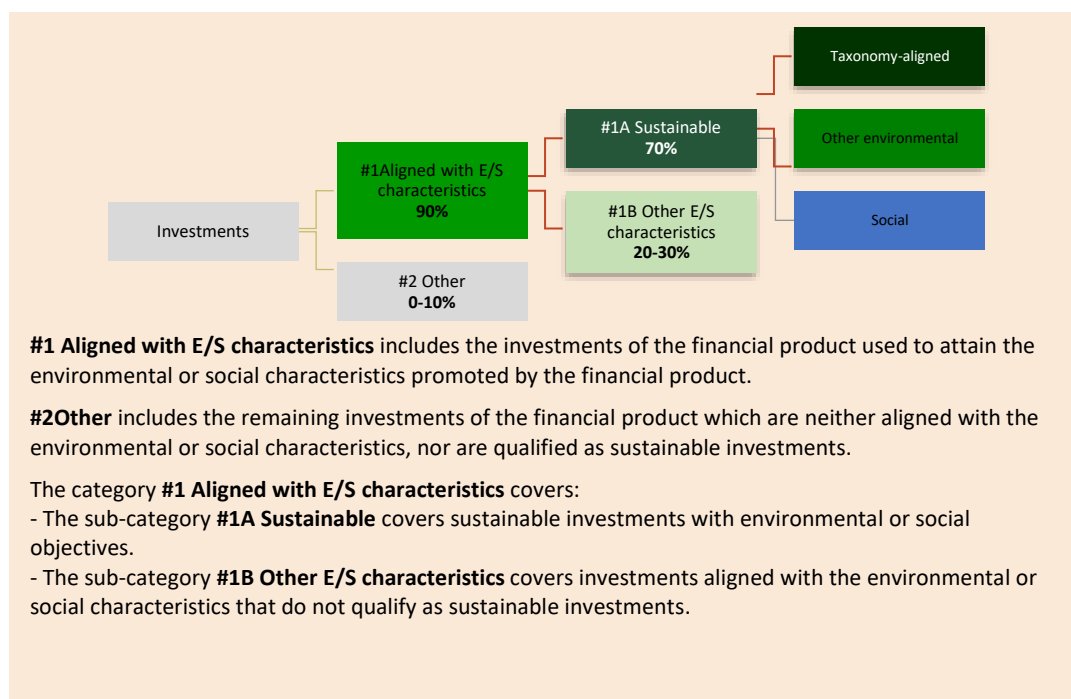 Taxonomy-aligned
#1A Sustainable
70%
Other environmental
#1Aligned with E/S
characteristics
90%
#1B Other E/S
characteristics
20-30%
Social
Investments
#2 Other
0-10%
#1 Aligned with E/S characteristics includes the investments of the financial product used to attain the
environmental or social characteristics promoted by the financial product.
#2Other includes the remaining investments of the financial product which are neither aligned with the
environmental or social characteristics, nor are qualified as sustainable investments.
The category #1 Aligned with E/S characteristics covers:
- The sub-category #1A Sustainable covers sustainable investments with environmental or social
objectives.
- The sub-category #1B Other E/S characteristics covers investments aligned with the environmental or
social characteristics that do not qualify as sustainable investments.